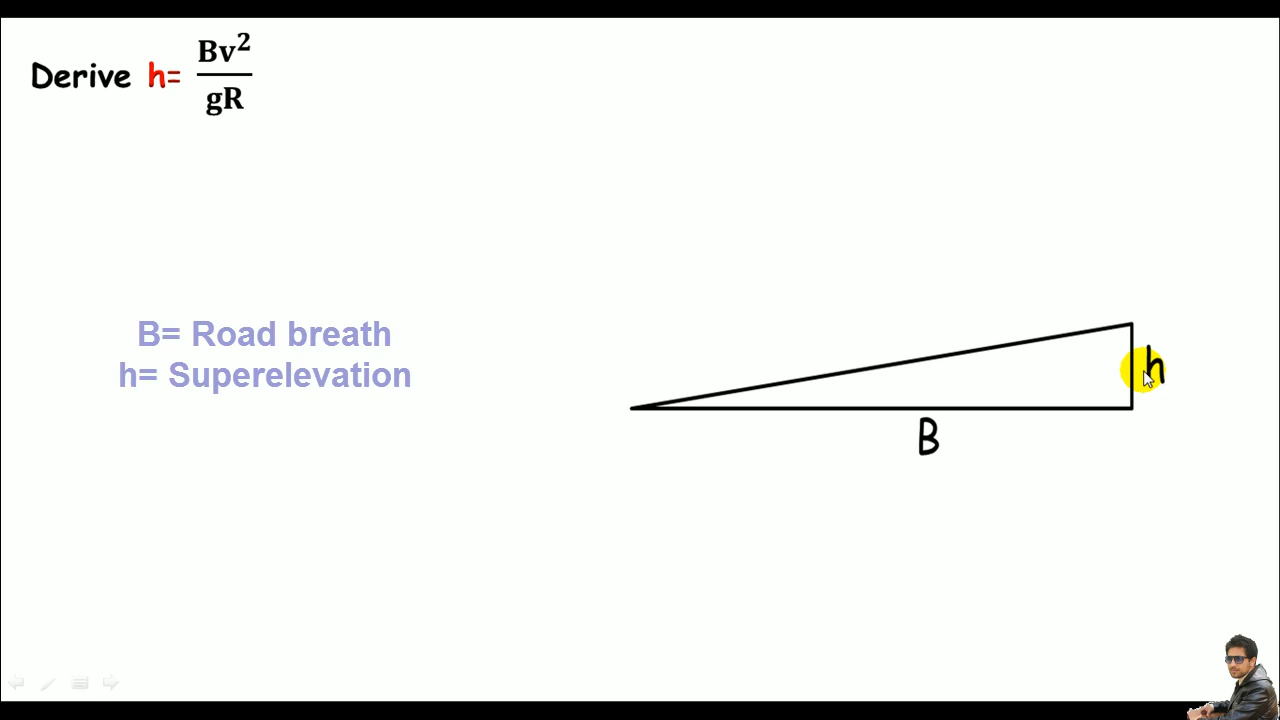 Derive h= Bv²/gR
B= Road breath
h= Superelevation
h
B